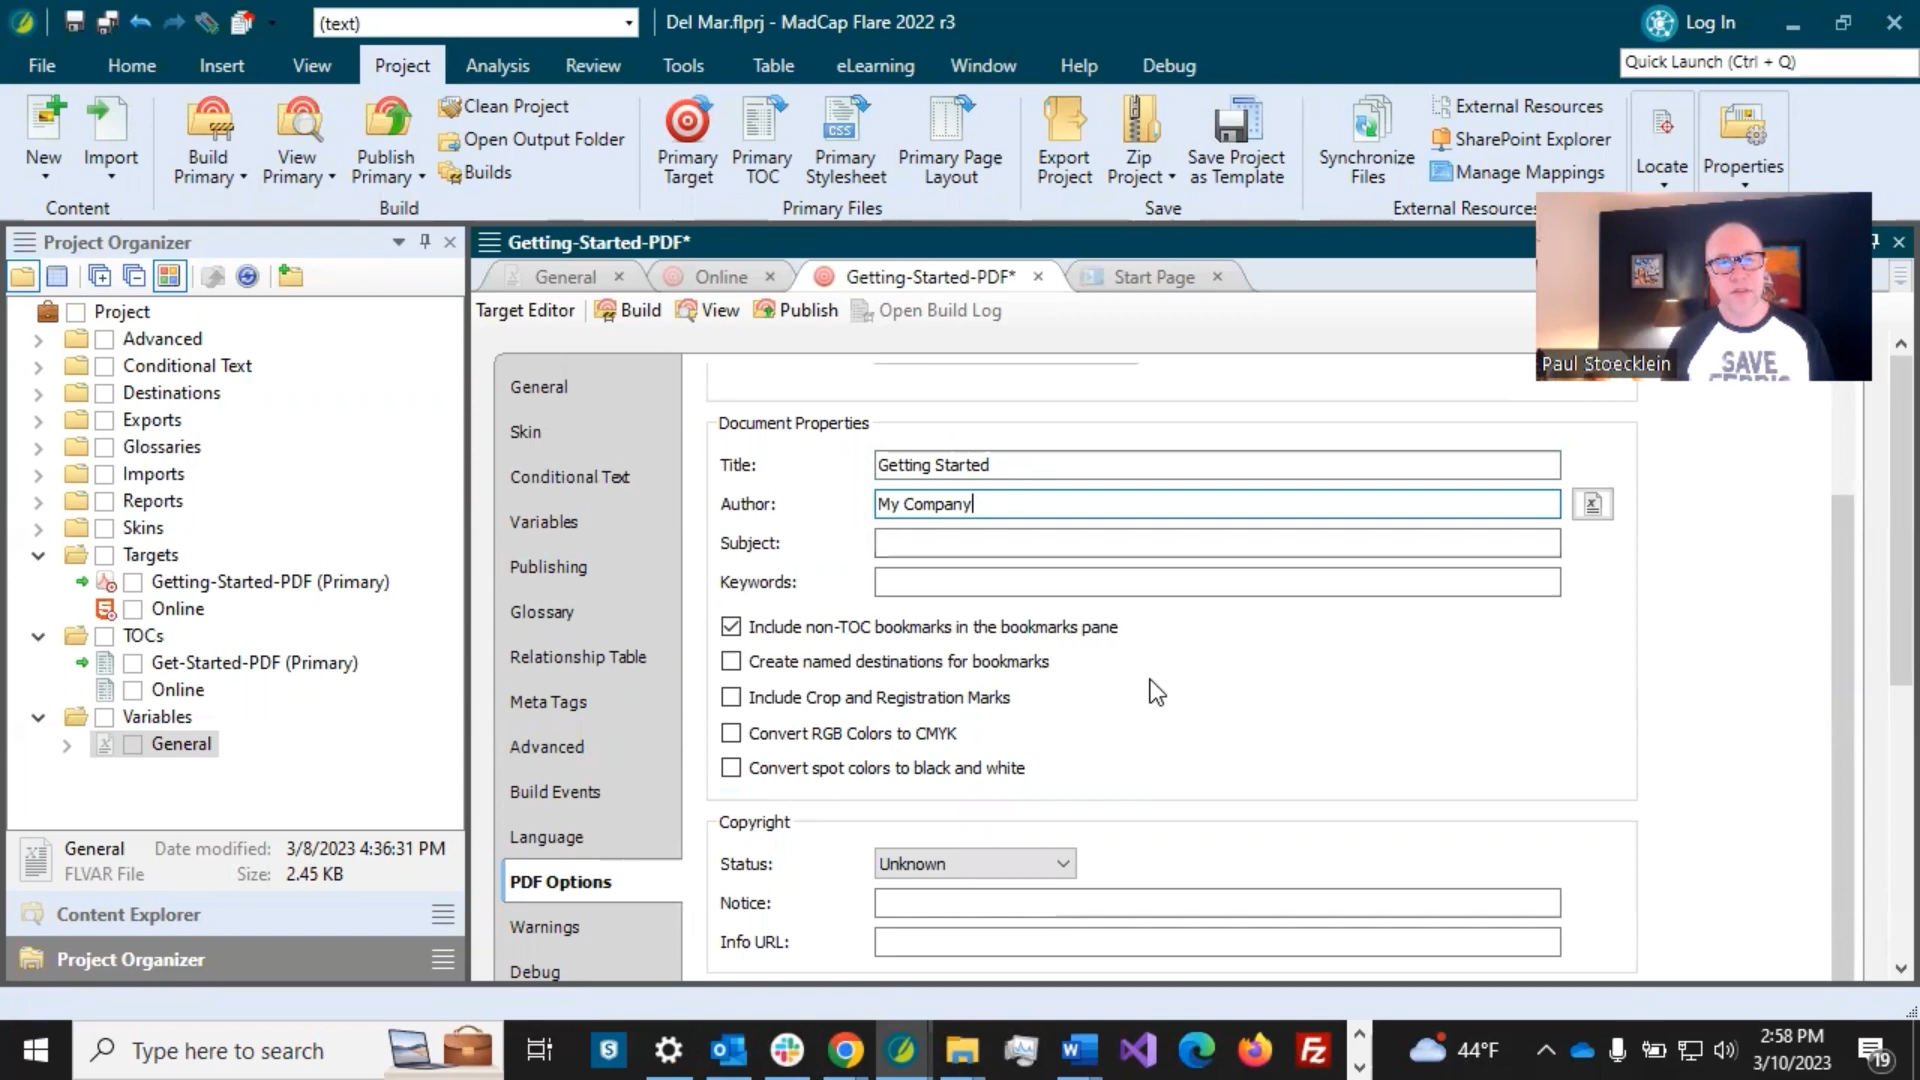 (text)
Del Mar.flprj - MadCap Flare 2022 r3
Log In
File Home Insert View Project Analysis Review Tools Table eLearning Window Help Debug
Quick Launch (Ctrl + Q)
New
Import
Content
Build Primary
View Primary
Publish Primary
Clean Project
Open Output Folder
Builds
Build
Primary Target
Primary TOC
Primary Stylesheet
CSS
Primary Page Layout
Primary Files
Export Project
Zip Project
Save Project as Template
Save
Synchronize Files
External Resources
SharePoint Explorer
Manage Mappings
External Resources
Locate
Properties
Project Organizer
Project
Advanced
Conditional Text
Destinations
Exports
Glossaries
Imports
Reports
Skins
Targets
Getting-Started-PDF (Primary)
Online
TOCs
Get-Started-PDF (Primary)
Online
Variables
General
General Date modified: 3/8/2023 4:36:31 PM
FLVAR File Size: 2.45 KB
Content Explorer
Project Organizer
Getting-Started-PDF*
General
Online
Getting-Started-PDF*
Start Page
Target Editor Build View Publish Open Build Log
General
Skin
Conditional Text
Variables
Publishing
Glossary
Relationship Table
Meta Tags
Advanced
Build Events
Language
PDF Options
Warnings
Debug
Document Properties
Title: Getting Started
Author: My Company
Subject:
Keywords:
Include non-TOC bookmarks in the bookmarks pane
Create named destinations for bookmarks
Include Crop and Registration Marks
Convert RGB Colors to CMYK
Convert spot colors to black and white
Copyright
Status: Unknown
Notice:
Info URL:
Paul Stoecklein
SAVE
FERRIS
Type here to search
44°F
2:58 PM
3/10/2023
19